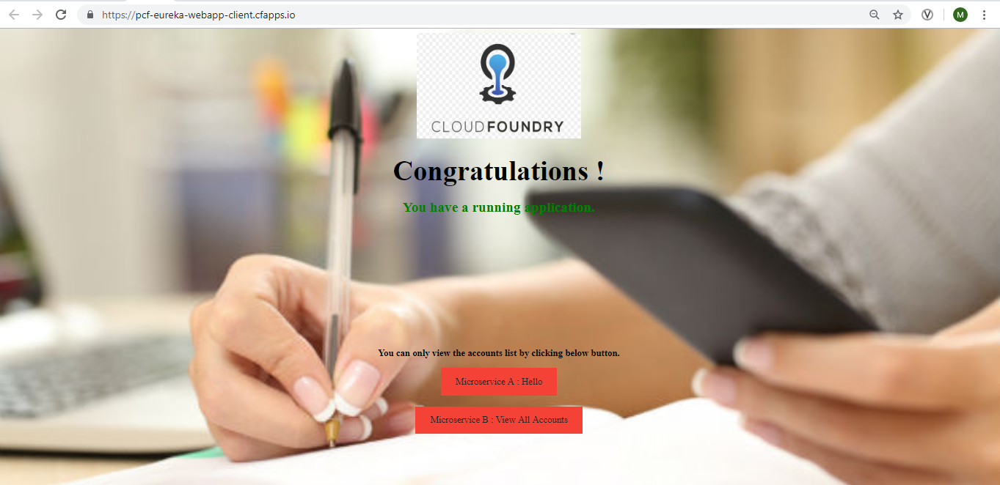 https://pcf-eureka-webapp-client.cfapps.io
V
M
CLOUDFOUNDRY
Congratulations !
You have a running application.
You can only view the accounts list by clicking below button.
Microservice A : Hello
Microservice B : View All Accounts